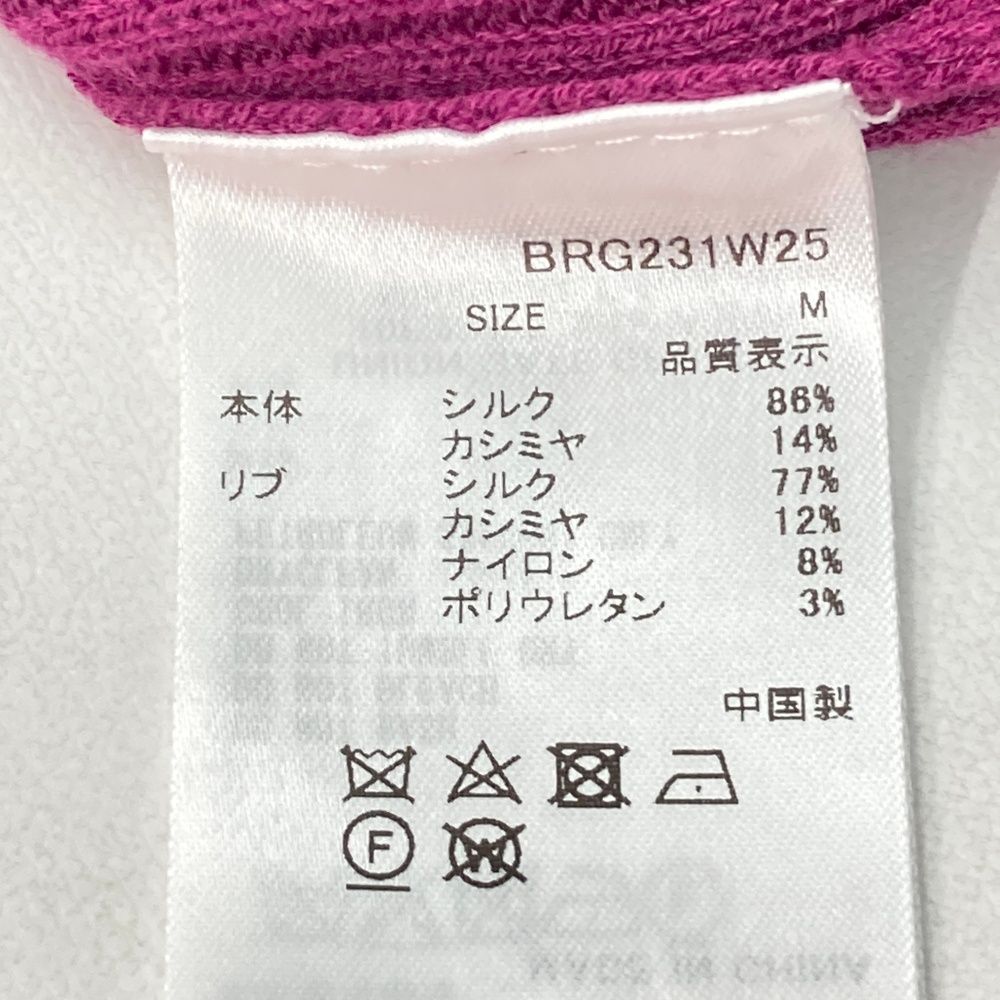 BRG231W25
SIZE M
品質表示
本体 シルク 86%
カシミヤ 14%
リブ シルク 77%
カシミヤ 12%
ナイロン 8%
ポリウレタン 3%
中国製
F W